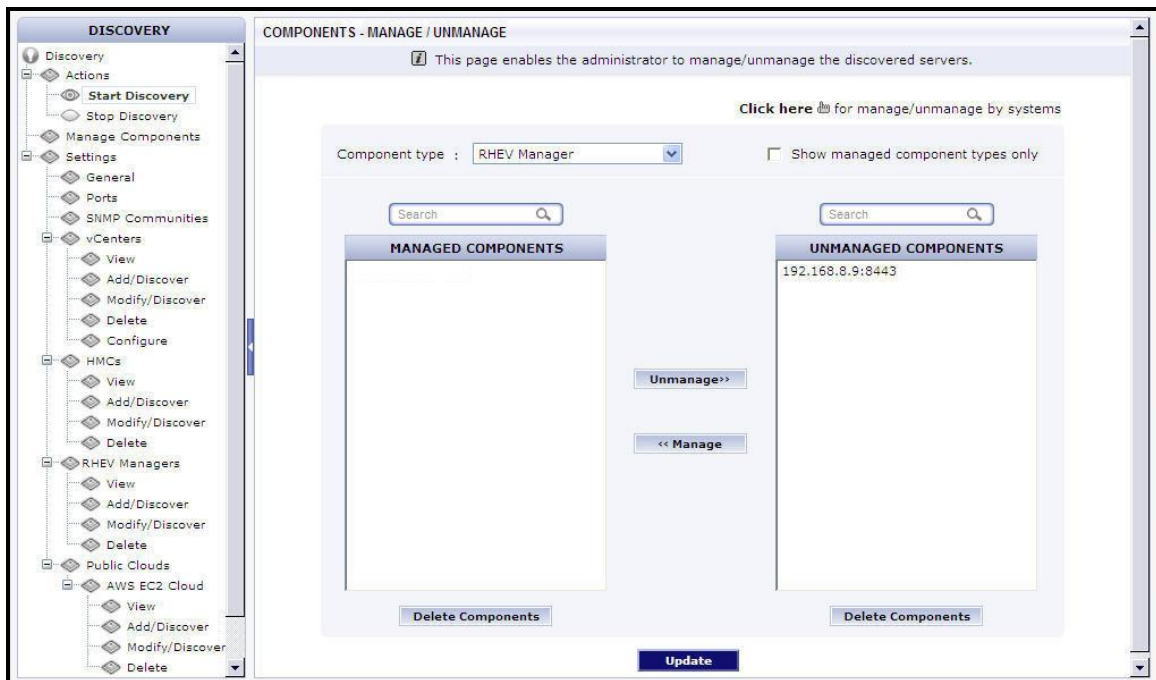 DISCOVERY
Discovery
Actions
Start Discovery
Stop Discovery
Manage Components
Settings
General
Ports
SNMP Communities
vCenters
View
Add/Discover
Modify/Discover
Delete
Configure
HMCs
View
Add/Discover
Modify/Discover
Delete
RHEV Managers
View
Add/Discover
Modify/Discover
Delete
Public Clouds
AWS EC2 Cloud
View
Add/Discover
Modify/Discover
Delete
COMPONENTS - MANAGE / UNMANAGE
i This page enables the administrator to manage/unmanage the discovered servers.
Click here for manage/unmanage by systems
Component type : RHEV Manager Show managed component types only
Search Search
MANAGED COMPONENTS UNMANAGED COMPONENTS
192.168.8.9:8443
Unmanage>>
<< Manage
Delete Components Delete Components
Update